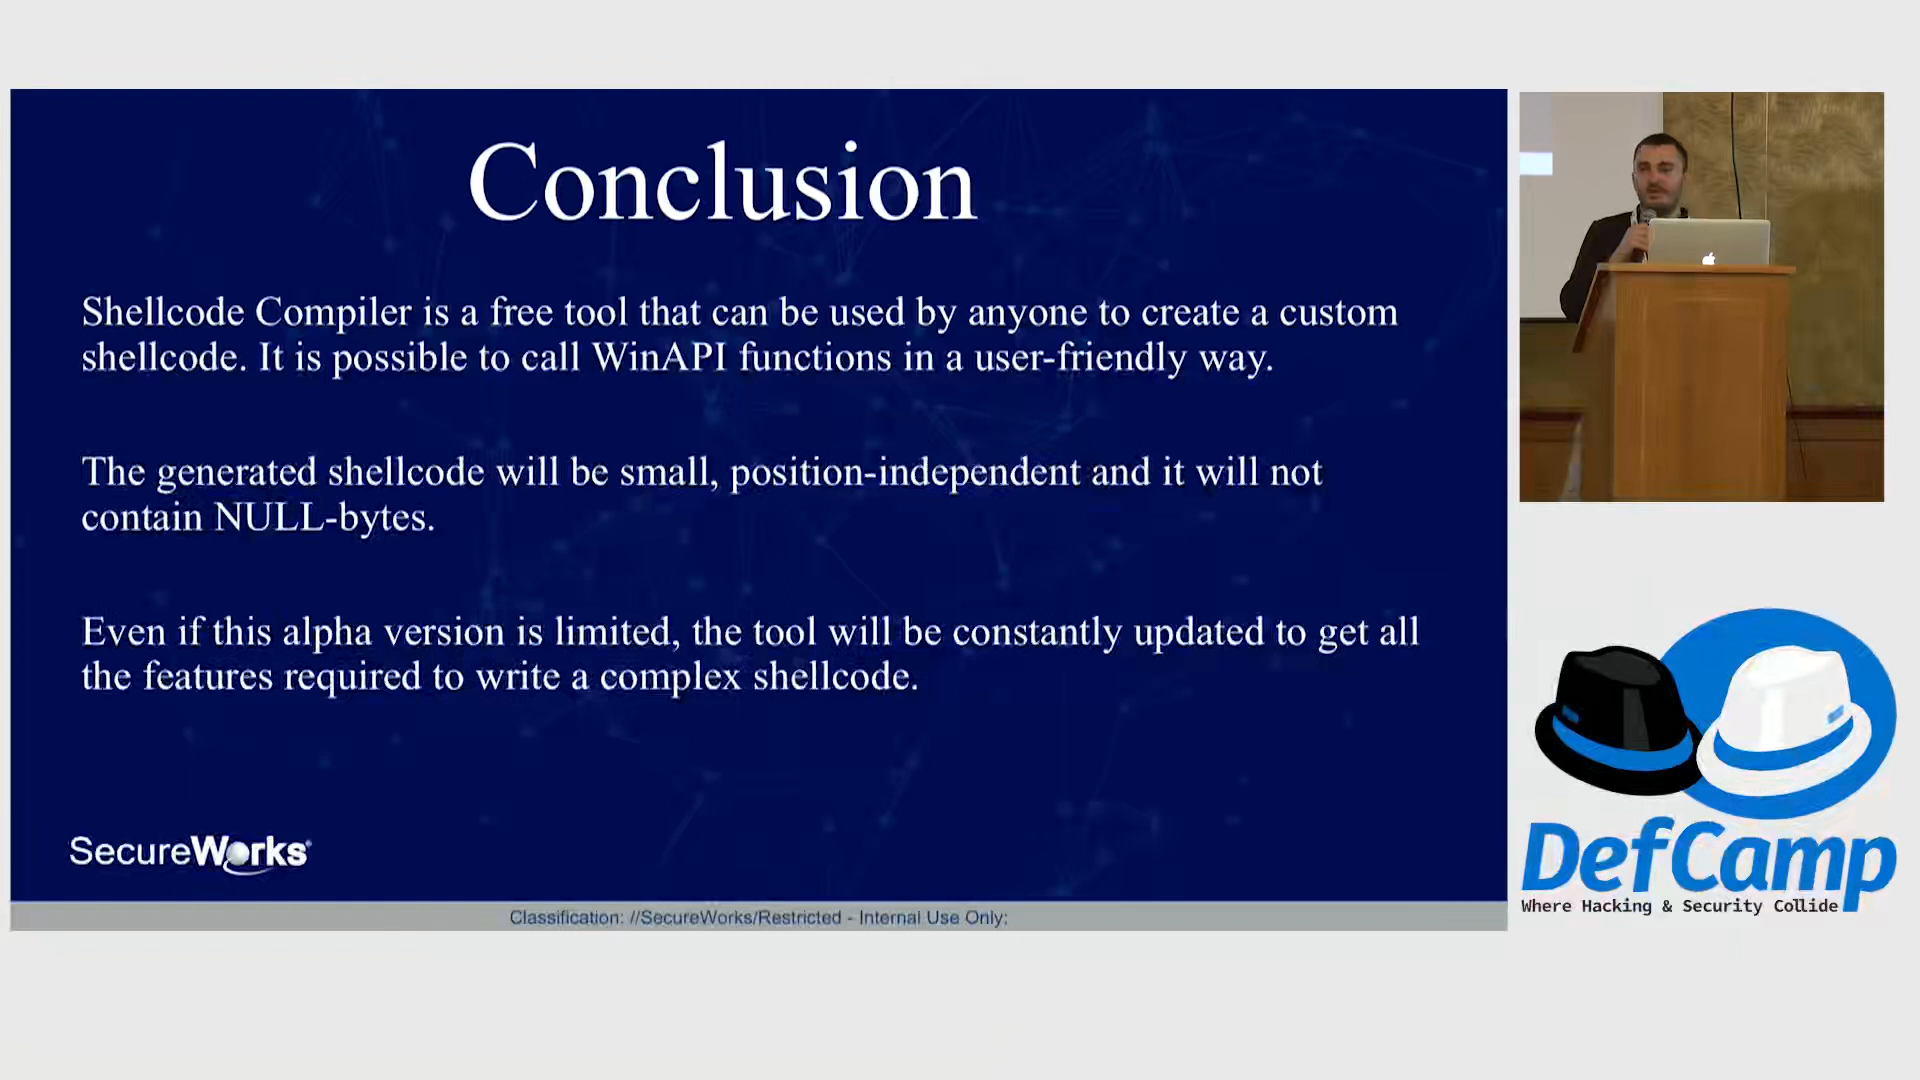 Conclusion
Shellcode Compiler is a free tool that can be used by anyone to create a custom
shellcode. It is possible to call WinAPI functions in a user-friendly way.
The generated shellcode will be small, position-independent and it will not
contain NULL-bytes.
Even if this alpha version is limited, the tool will be constantly updated to get all
the features required to write a complex shellcode.
SecureWorks
Classification: //SecureWorks/Restricted - Internal Use Only:
DefCamp
Where Hacking & Security Collide